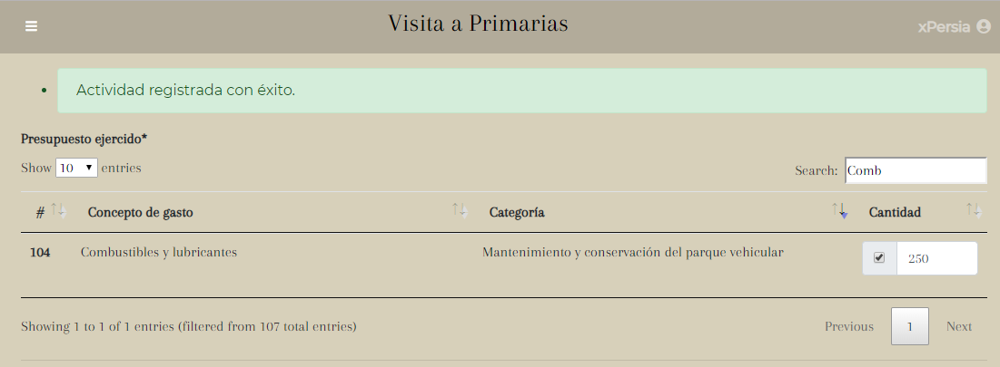 Visita a Primarias
xPersia
Actividad registrada con éxito.
Presupuesto ejercido*
Show 10 entries
Search: Comb
# Concepto de gasto Categoría Cantidad
104 Combustibles y lubricantes Mantenimiento y conservación del parque vehicular 250
Showing 1 to 1 of 1 entries (filtered from 107 total entries)
Previous 1 Next